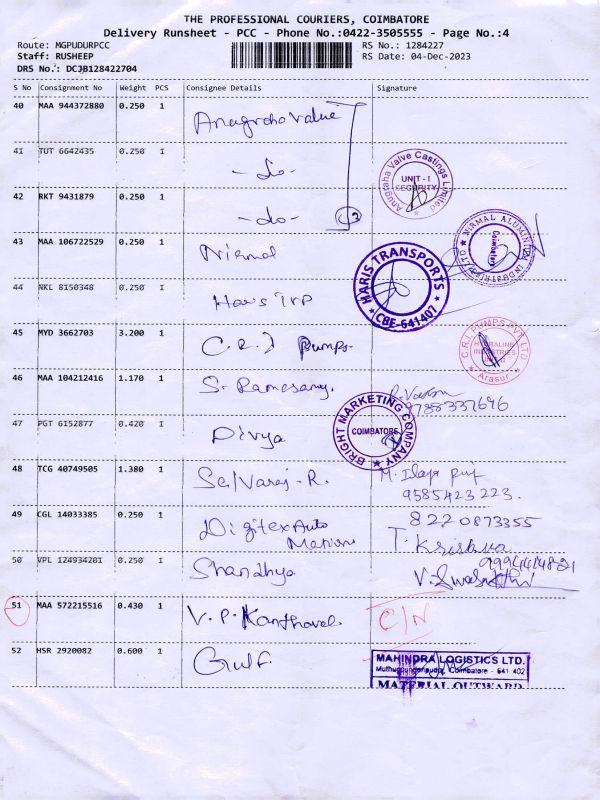 THE PROFESSIONAL COURIERS, COIMBATORE
Delivery Runsheet - PCC - Phone No.:0422-3505555 - Page No.:4
Route: MGPUDURPCC RS No.: 1284227
Staff: RUSHEEP RS Date: 04-Dec-2023
DRS No.: DCJB128422704
S No Consignment No Weight PCS Consignee Details Signature
40 MAA 944372880 0.250 1 Anugraha Value
41 TUT 6642435 0.250 1 -do-
Anugraha Valve Castings Limited
UNIT - I
SECURITY
42 RKT 9431879 0.250 1 -do-
43 MAA 106722529 0.250 1 Nirmal
Coimbatore
44 NKL 8150348 0.250 1 Haris Trp
HARIS TRANSPORTS
CBE-641407
45 MYD 3662703 3.200 1 C.R.I Pumps.
C.R.I. PUMPS PVT LTD
INDUSTRIES
Arasur
46 MAA 104212416 1.170 1 S. Ramesamy.
47 PGT 6152877 0.420 1 Divya
BRIGHT MARKETING COMPANY
COIMBATORE
48 TCG 40749505 1.380 1 Selvaraj - R.
9585423223.
49 CGL 14033385 0.250 1 Digitex Auto
8220873355
T. Krishna
50 VPL 124934201 0.250 1 Shandhya
51 MAA 572215516 0.430 1 V. P. Kanthavel. C/N
52 HSR 2920082 0.600 1 Gulf
MAHINDRA LOGISTICS LTD.
Coimbatore - 641 402
MATERIAL OUTWARD